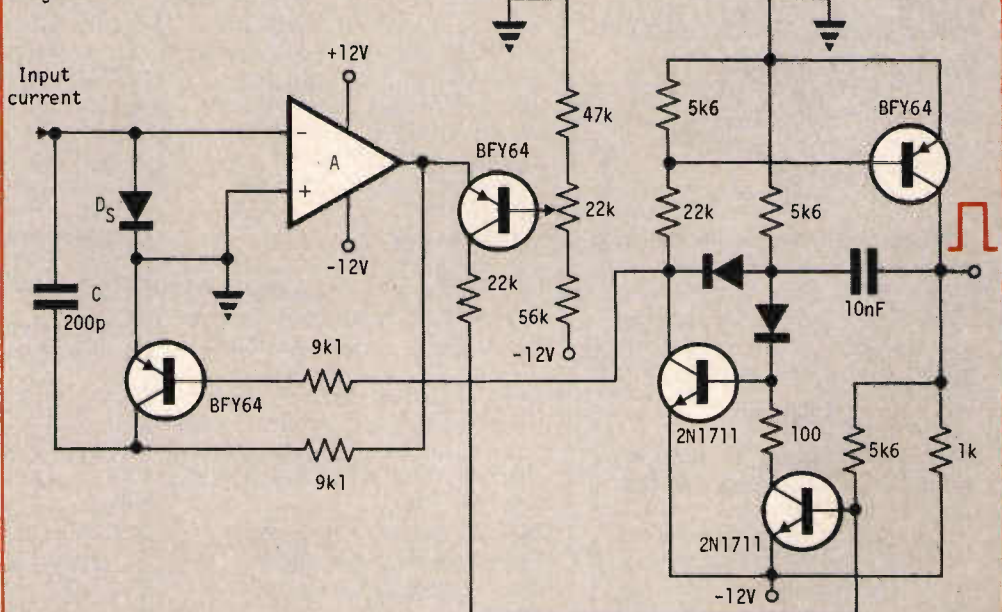 +12V
Input
current
47k
5k6
BFY64
BFY64
-
A
+
DS
22k
22k
5k6
-12V
22k
C
200p
56k
10nF
-12V
9k1
BFY64
2N1711
100
5k6
1k
9k1
2N1711
-12V